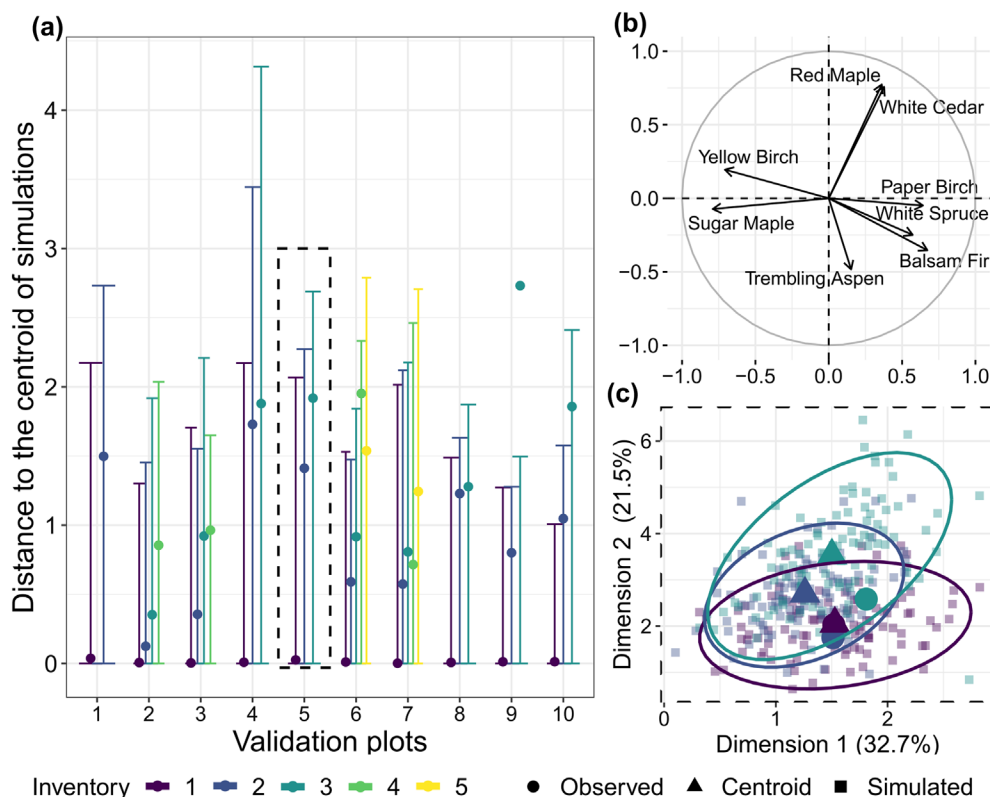 (a)
Distance to the centroid of simulations
4
3
2
1
0
1 2 3 4 5 6 7 8 9 10
Validation plots
(b)
1.0
0.5
0.0
−0.5
−1.0
Red Maple
White Cedar
Yellow Birch
Paper Birch
White Spruce
Sugar Maple
Balsam Fir
Trembling Aspen
−1.0 −0.5 0.0 0.5 1.0
(c)
Dimension 2 (21.5%)
6
4
2
0 1 2
Dimension 1 (32.7%)
Inventory 1 2 3 4 5 Observed Centroid Simulated